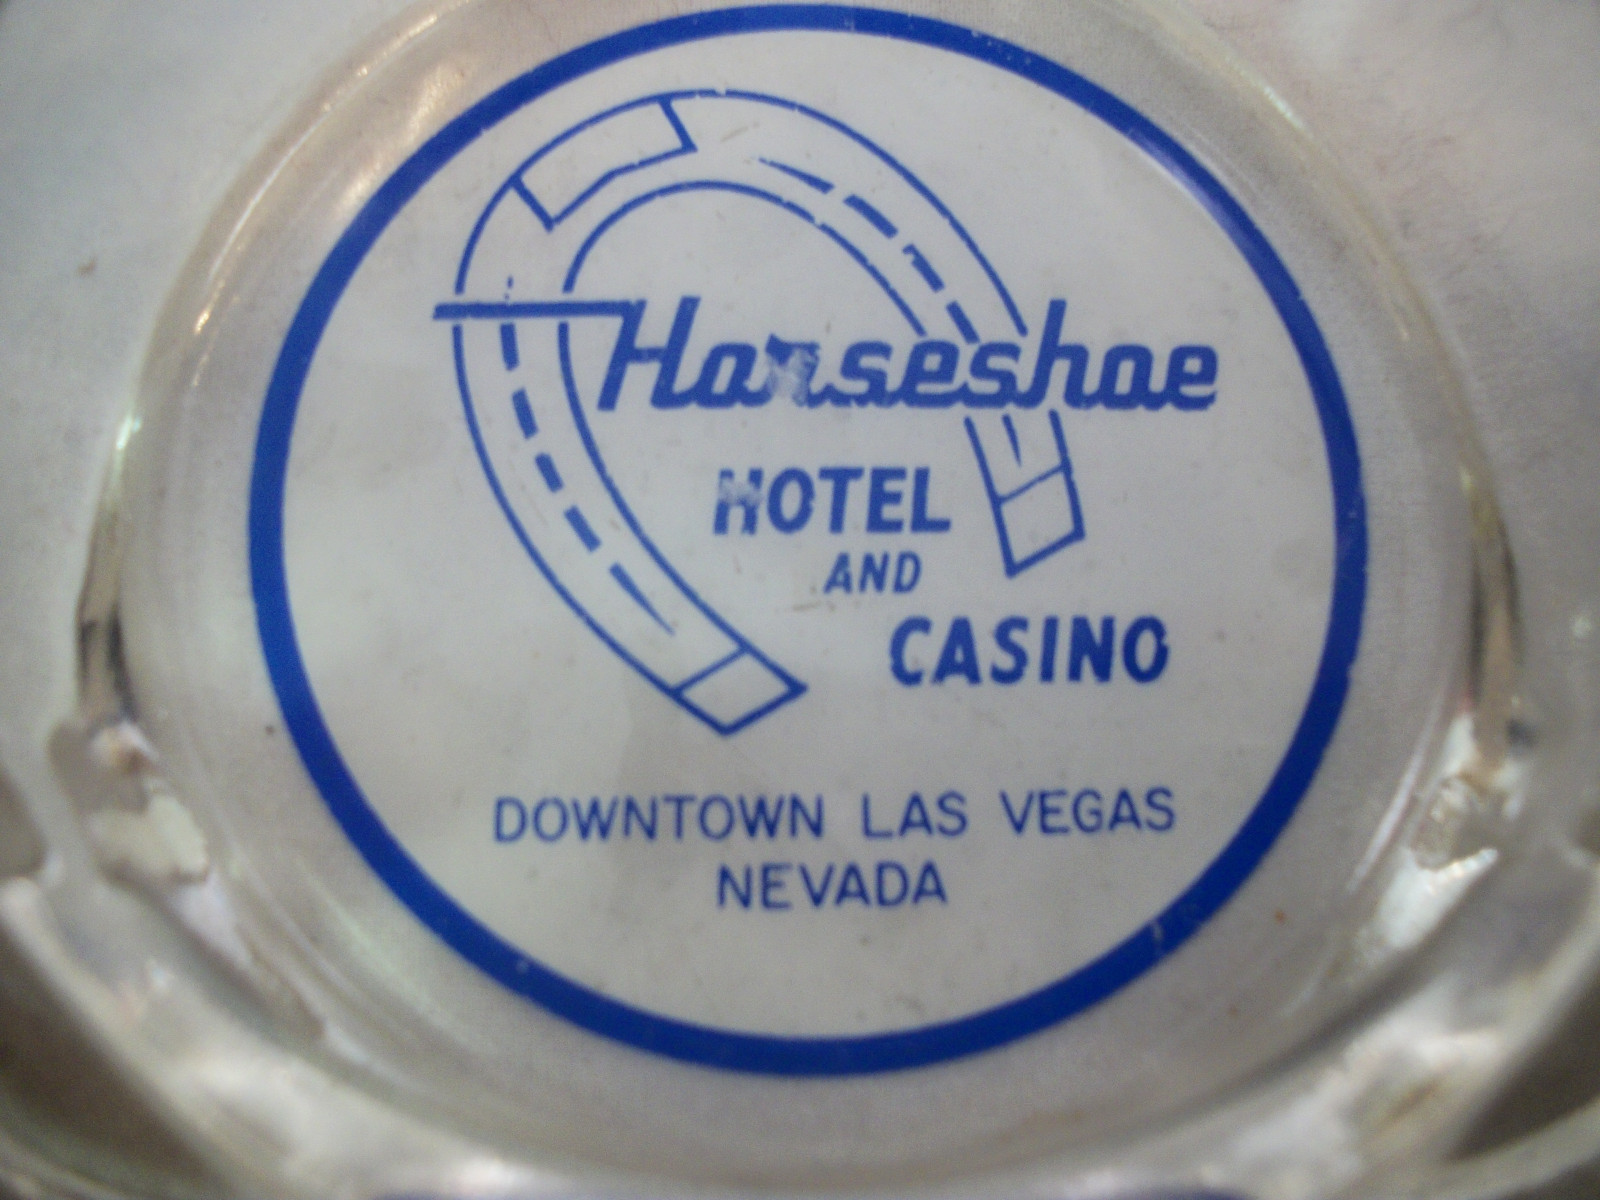 Horseshoe
HOTEL
AND
CASINO
DOWNTOWN LAS VEGAS
NEVADA